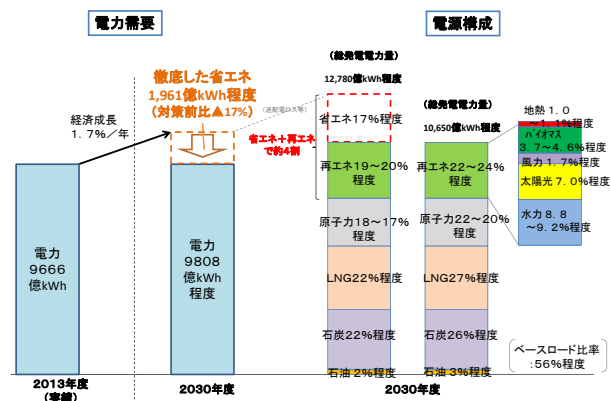 電力需要
電源構成
徹底した省エネ
1,961億kWh程度
(対策前比▲17%)
経済成長
1.7%/年
(送配電ロス等)
省エネ+再エネ
で約4割
電力
9666
億kWh
電力
9808
億kWh
程度
2013年度
(実績)
2030年度
(総発電電力量)
12,780億kWh程度
省エネ17%程度
再エネ19~20%
程度
原子力18~17%
程度
LNG22%程度
石炭22%程度
石油 2%程度
(総発電電力量)
10,650億kWh程度
再エネ22~24%
程度
原子力22~20%
程度
LNG27%程度
石炭26%程度
石油 3%程度
2030年度
地熱 1.0
~1.1%程度
バイオマス
3.7~4.6%程度
風力 1.7%程度
太陽光 7.0%程度
水力 8.8
~9.2%程度
ベースロード比率
:56%程度